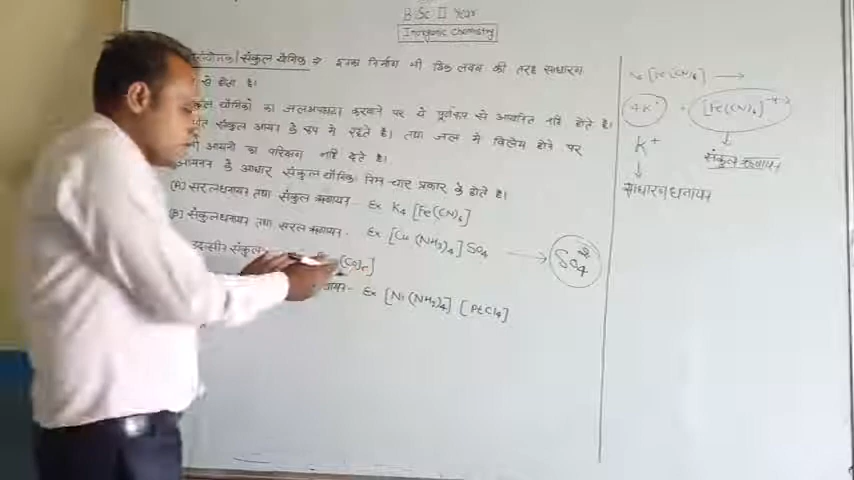 B.Sc II Year
Inorganic Chemistry
संकुल यौगिक :- इनका निर्माण भी द्विक लवण की तरह साधारण
से होता है।
यौगिकों का जलअपघटन करवाने पर ये पूर्णरूप से आयनित नहि होते है।
संकुल आयन के रूप में रहते है। तथा जल में विलेय होने पर
आयनों का परिक्षण नहि देते है।
आयनन के आधार संकुल यौगिक निम्न चार प्रकार के होते है।
(A) सरल धनायन तथा संकुल ऋणायन - Ex K4 [Fe(CN)6]
(B) संकुल धनायन तथा सरल ऋणायन - Ex [Cu (NH3)4] SO4 → SO4
उदासीन संकुल
Ex [Ni (NH3)4] [PtCl4]
[Fe(CN)6] →
4K+ + [Fe(CN)6]
K+
संकुल ऋणायन
साधारण धनायन